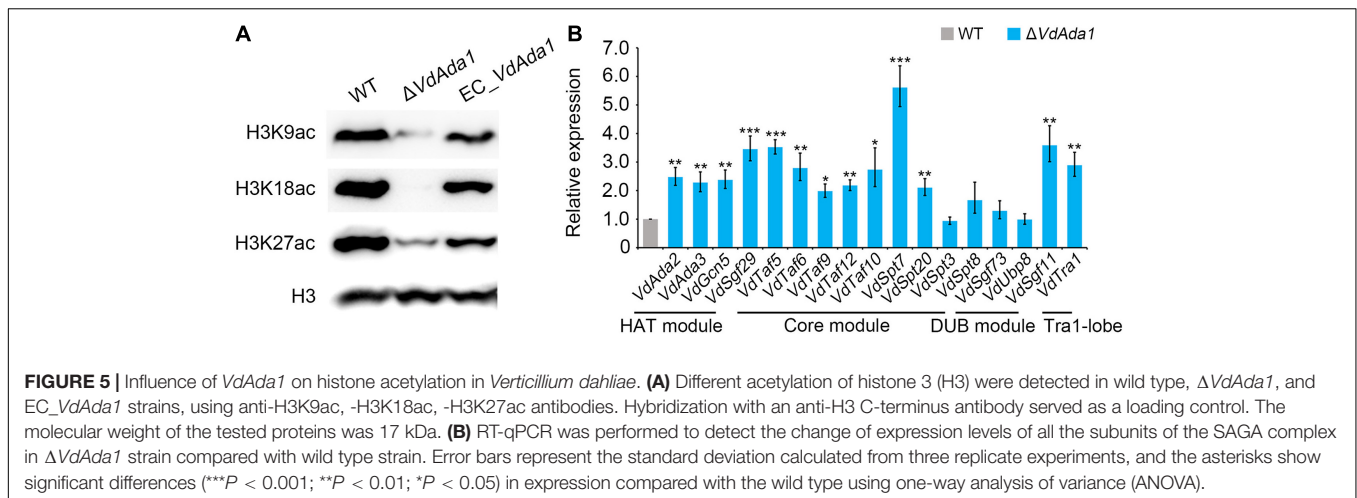 A
WT
ΔVdAda1
EC_VdAda1
H3K9ac
H3K18ac
H3K27ac
H3
B
WT
ΔVdAda1
Relative expression
7.0
6.0
5.0
4.0
3.0
2.0
1.0
0
**
**
**
***
***
**
*
**
*
***
**
**
**
VdAda2
VdAda3
VdGcn5
VdSgf29
VdTaf5
VdTaf6
VdTaf9
VdTaf12
VdTaf10
VdSpt7
VdSpt20
VdSpt3
VdSpt8
VdSgf73
VdUbp8
VdSgf11
VdTra1
HAT module
Core module
DUB module
Tra1-lobe
FIGURE 5 | Influence of VdAda1 on histone acetylation in Verticillium dahliae. (A) Different acetylation of histone 3 (H3) were detected in wild type, ΔVdAda1, and
EC_VdAda1 strains, using anti-H3K9ac, -H3K18ac, -H3K27ac antibodies. Hybridization with an anti-H3 C-terminus antibody served as a loading control. The
molecular weight of the tested proteins was 17 kDa. (B) RT-qPCR was performed to detect the change of expression levels of all the subunits of the SAGA complex
in ΔVdAda1 strain compared with wild type strain. Error bars represent the standard deviation calculated from three replicate experiments, and the asterisks show
significant differences (***P < 0.001; **P < 0.01; *P < 0.05) in expression compared with the wild type using one-way analysis of variance (ANOVA).